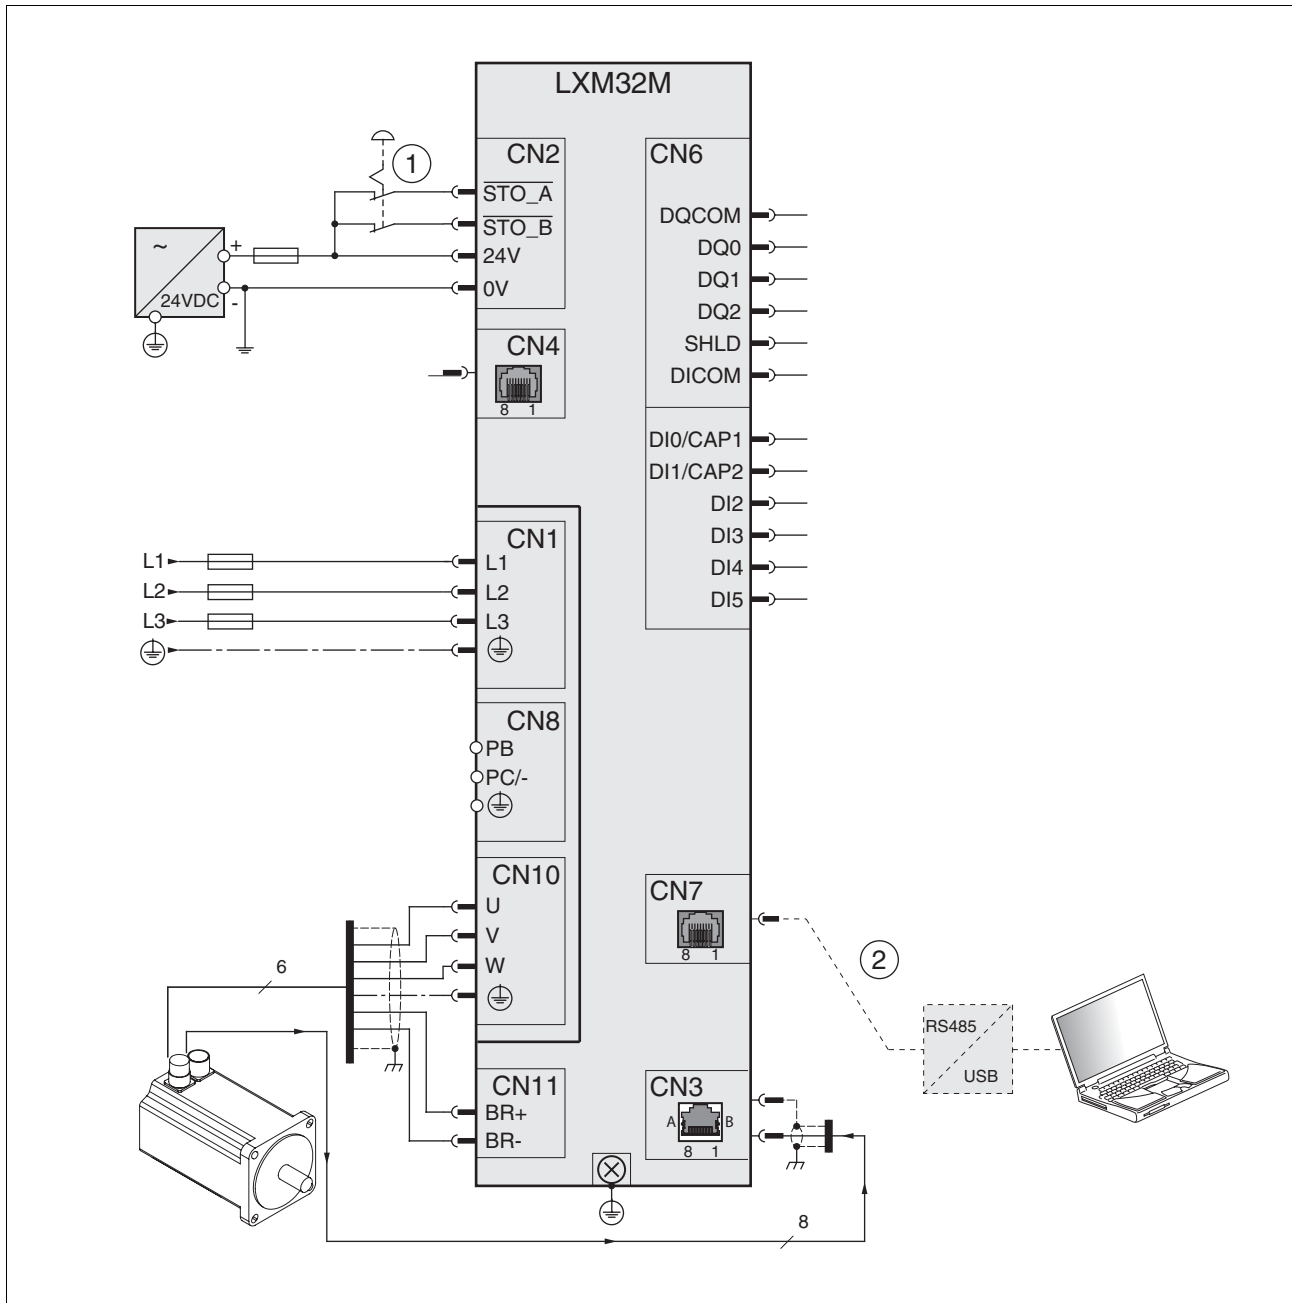 LXM32M
CN2
STO_A
STO_B
24V
0V
1
~
+
24VDC
-
CN4
8 1
CN6
DQCOM
DQ0
DQ1
DQ2
SHLD
DICOM
DI0/CAP1
DI1/CAP2
DI2
DI3
DI4
DI5
L1
L2
L3
CN1
L1
L2
L3
CN8
PB
PC/-
CN10
U
V
W
6
CN11
BR+
BR-
CN7
8 1
2
RS485
USB
CN3
A B
8 1
8